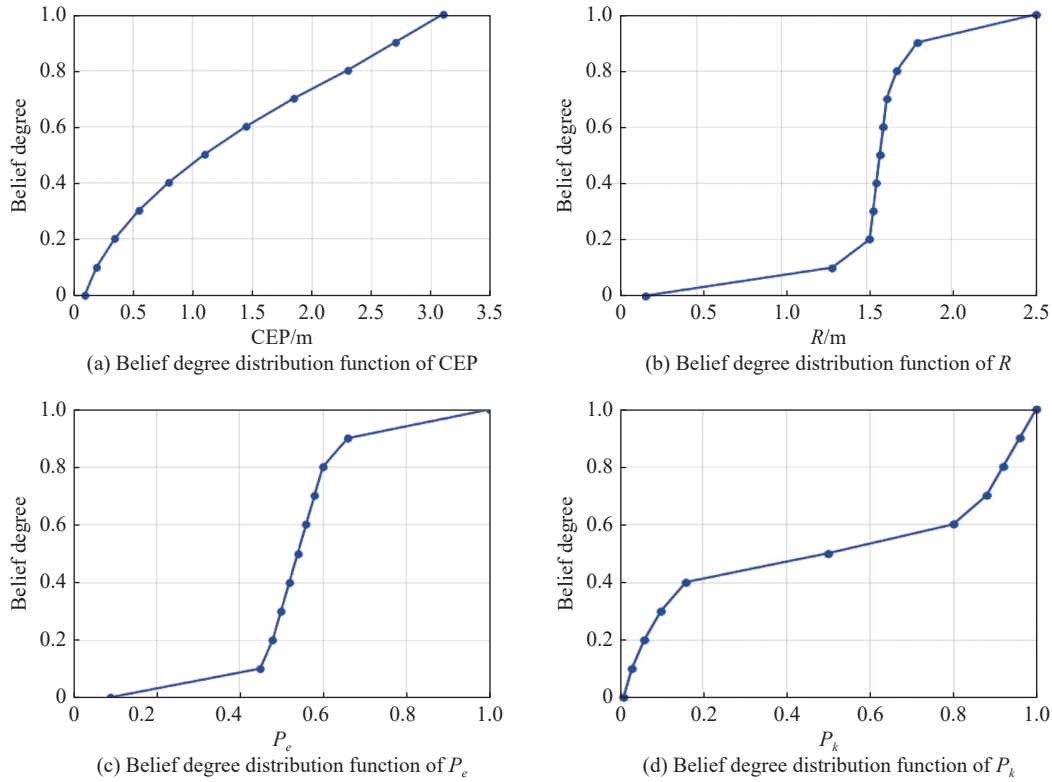 1.0
0.8
0.6
0.4
0.2
0
Belief degree
0 0.5 1.0 1.5 2.0 2.5 3.0 3.5
CEP/m
(a) Belief degree distribution function of CEP
1.0
0.8
0.6
0.4
0.2
0
Belief degree
0 0.5 1.0 1.5 2.0 2.5
R/m
(b) Belief degree distribution function of R
1.0
0.8
0.6
0.4
0.2
0
Belief degree
0 0.2 0.4 0.6 0.8 1.0
Pe
(c) Belief degree distribution function of Pe
1.0
0.8
0.6
0.4
0.2
0
Belief degree
0 0.2 0.4 0.6 0.8 1.0
Pk
(d) Belief degree distribution function of Pk